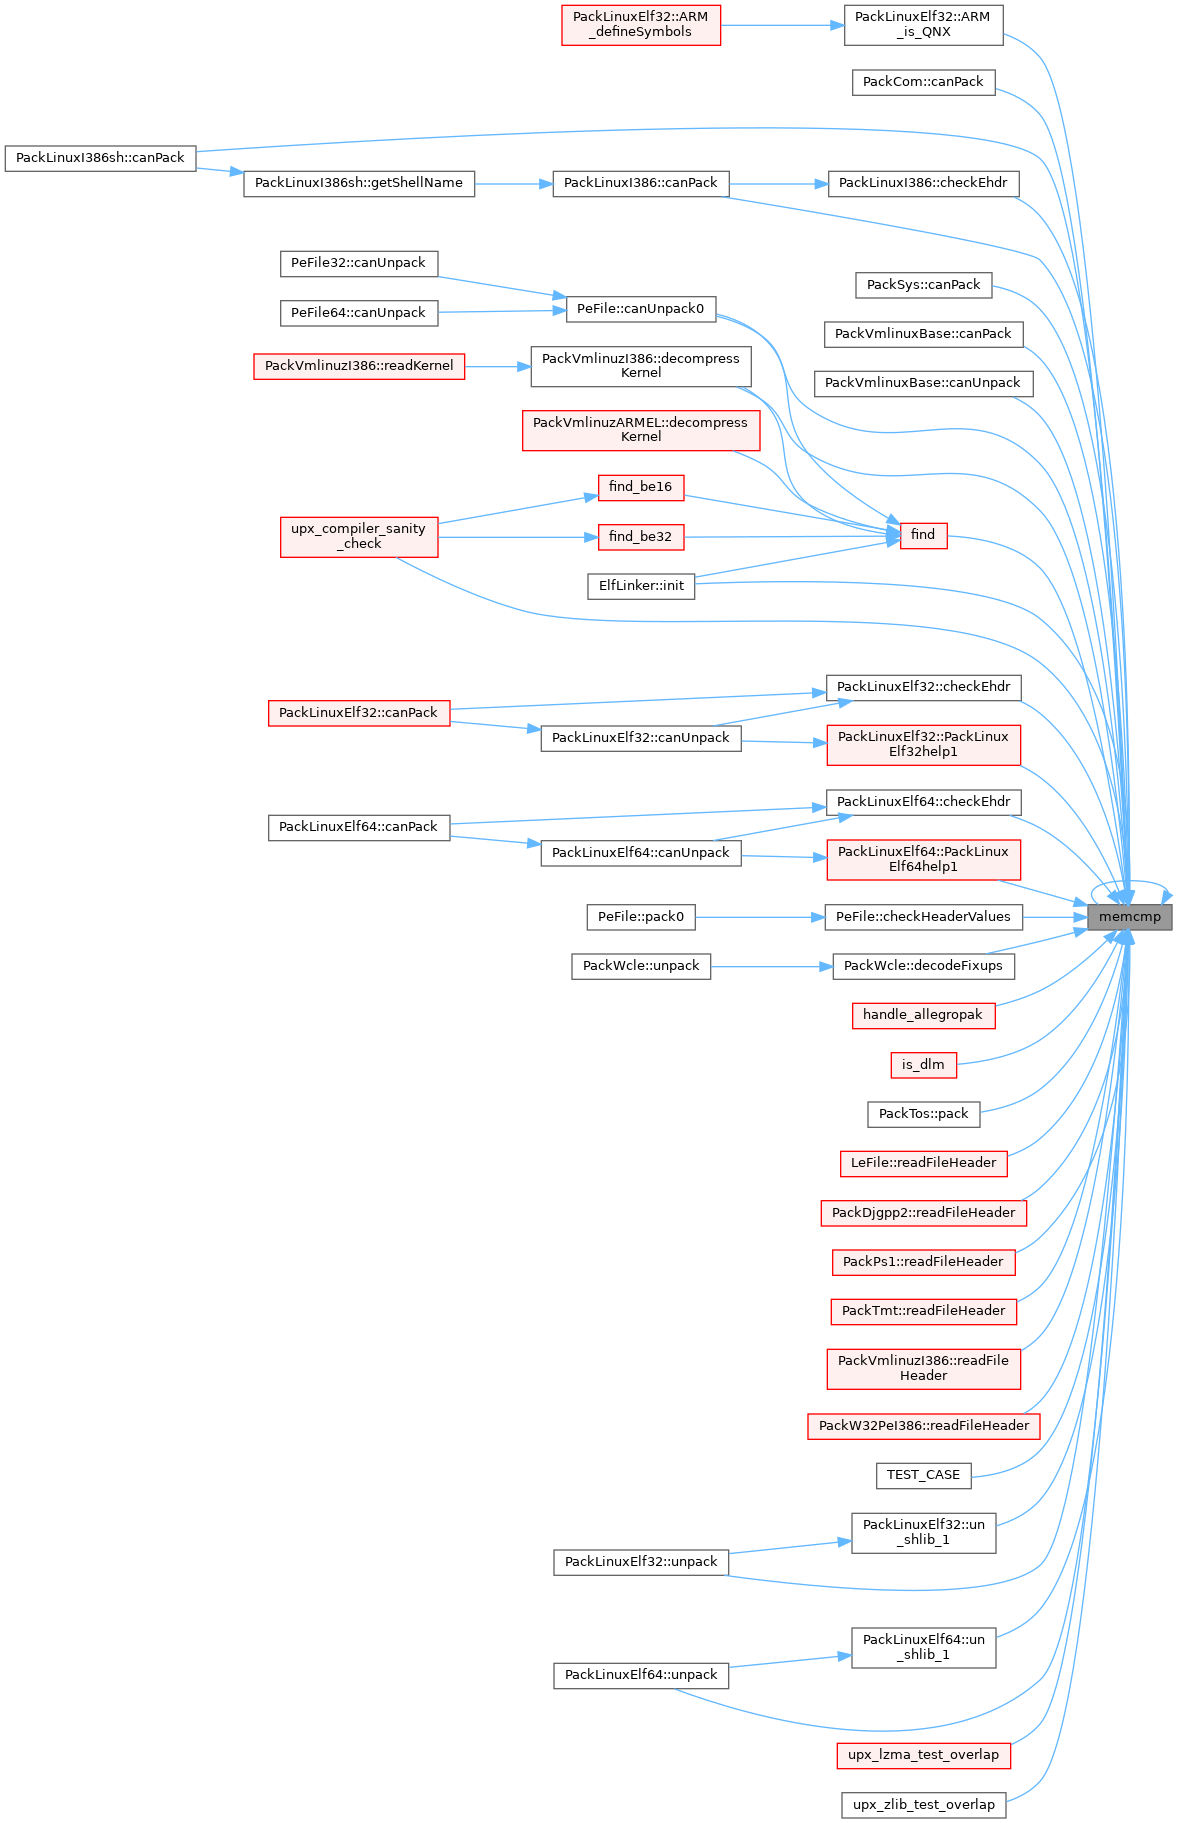 PackLinuxElf32::ARM
_defineSymbols
PackLinuxElf32::ARM
_is_QNX
PackCom::canPack
PackLinuxI386sh::canPack
PackLinuxI386sh::getShellName
PackLinuxI386::canPack
PackLinuxI386::checkEhdr
PeFile32::canUnpack
PeFile64::canUnpack
PeFile::canUnpack0
PackSys::canPack
PackVmlinuxBase::canPack
PackVmlinuzI386::readKernel
PackVmlinuzI386::decompress
Kernel
PackVmlinuxBase::canUnpack
PackVmlinuzARMEL::decompress
Kernel
find_be16
upx_compiler_sanity
_check
find_be32
find
ElfLinker::init
PackLinuxElf32::checkEhdr
PackLinuxElf32::canPack
PackLinuxElf32::canUnpack
PackLinuxElf32::PackLinux
Elf32help1
PackLinuxElf64::checkEhdr
PackLinuxElf64::canPack
PackLinuxElf64::canUnpack
PackLinuxElf64::PackLinux
Elf64help1
PeFile::pack0
PeFile::checkHeaderValues
memcmp
PackWcle::unpack
PackWcle::decodeFixups
handle_allegropak
is_dlm
PackTos::pack
LeFile::readFileHeader
PackDjgpp2::readFileHeader
PackPs1::readFileHeader
PackTmt::readFileHeader
PackVmlinuzI386::readFile
Header
PackW32PeI386::readFileHeader
TEST_CASE
PackLinuxElf32::un
_shlib_1
PackLinuxElf32::unpack
PackLinuxElf64::un
_shlib_1
PackLinuxElf64::unpack
upx_lzma_test_overlap
upx_zlib_test_overlap